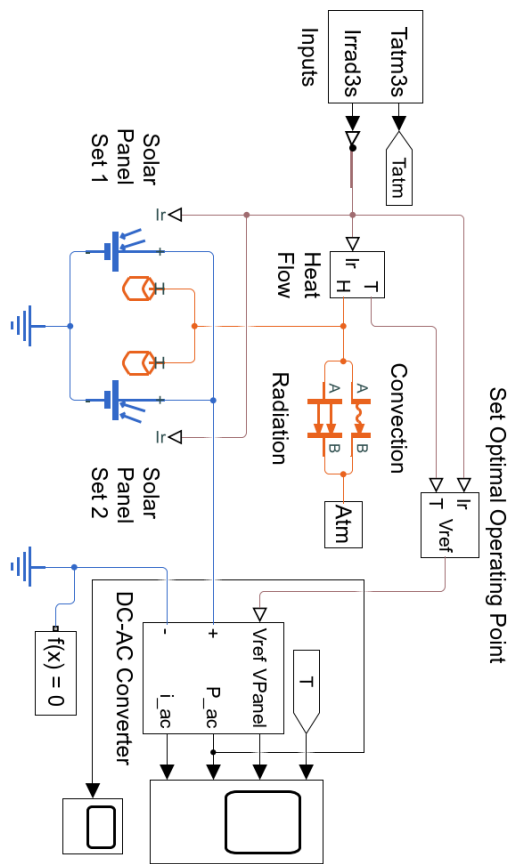 Set Optimal Operating Point
Ir
Vref
T
Tatm3s
Irrad3s
Inputs
Tatm
Ir
T
H
Heat
Flow
Convection
A
B
A
B
Radiation
Atm
T
Vref VPanel
+
P_ac
-
i_ac
DC-AC Converter
Solar
Panel
Set 1
Ir
+
-
H
H
Ir
+
-
Solar
Panel
Set 2
f(x) = 0